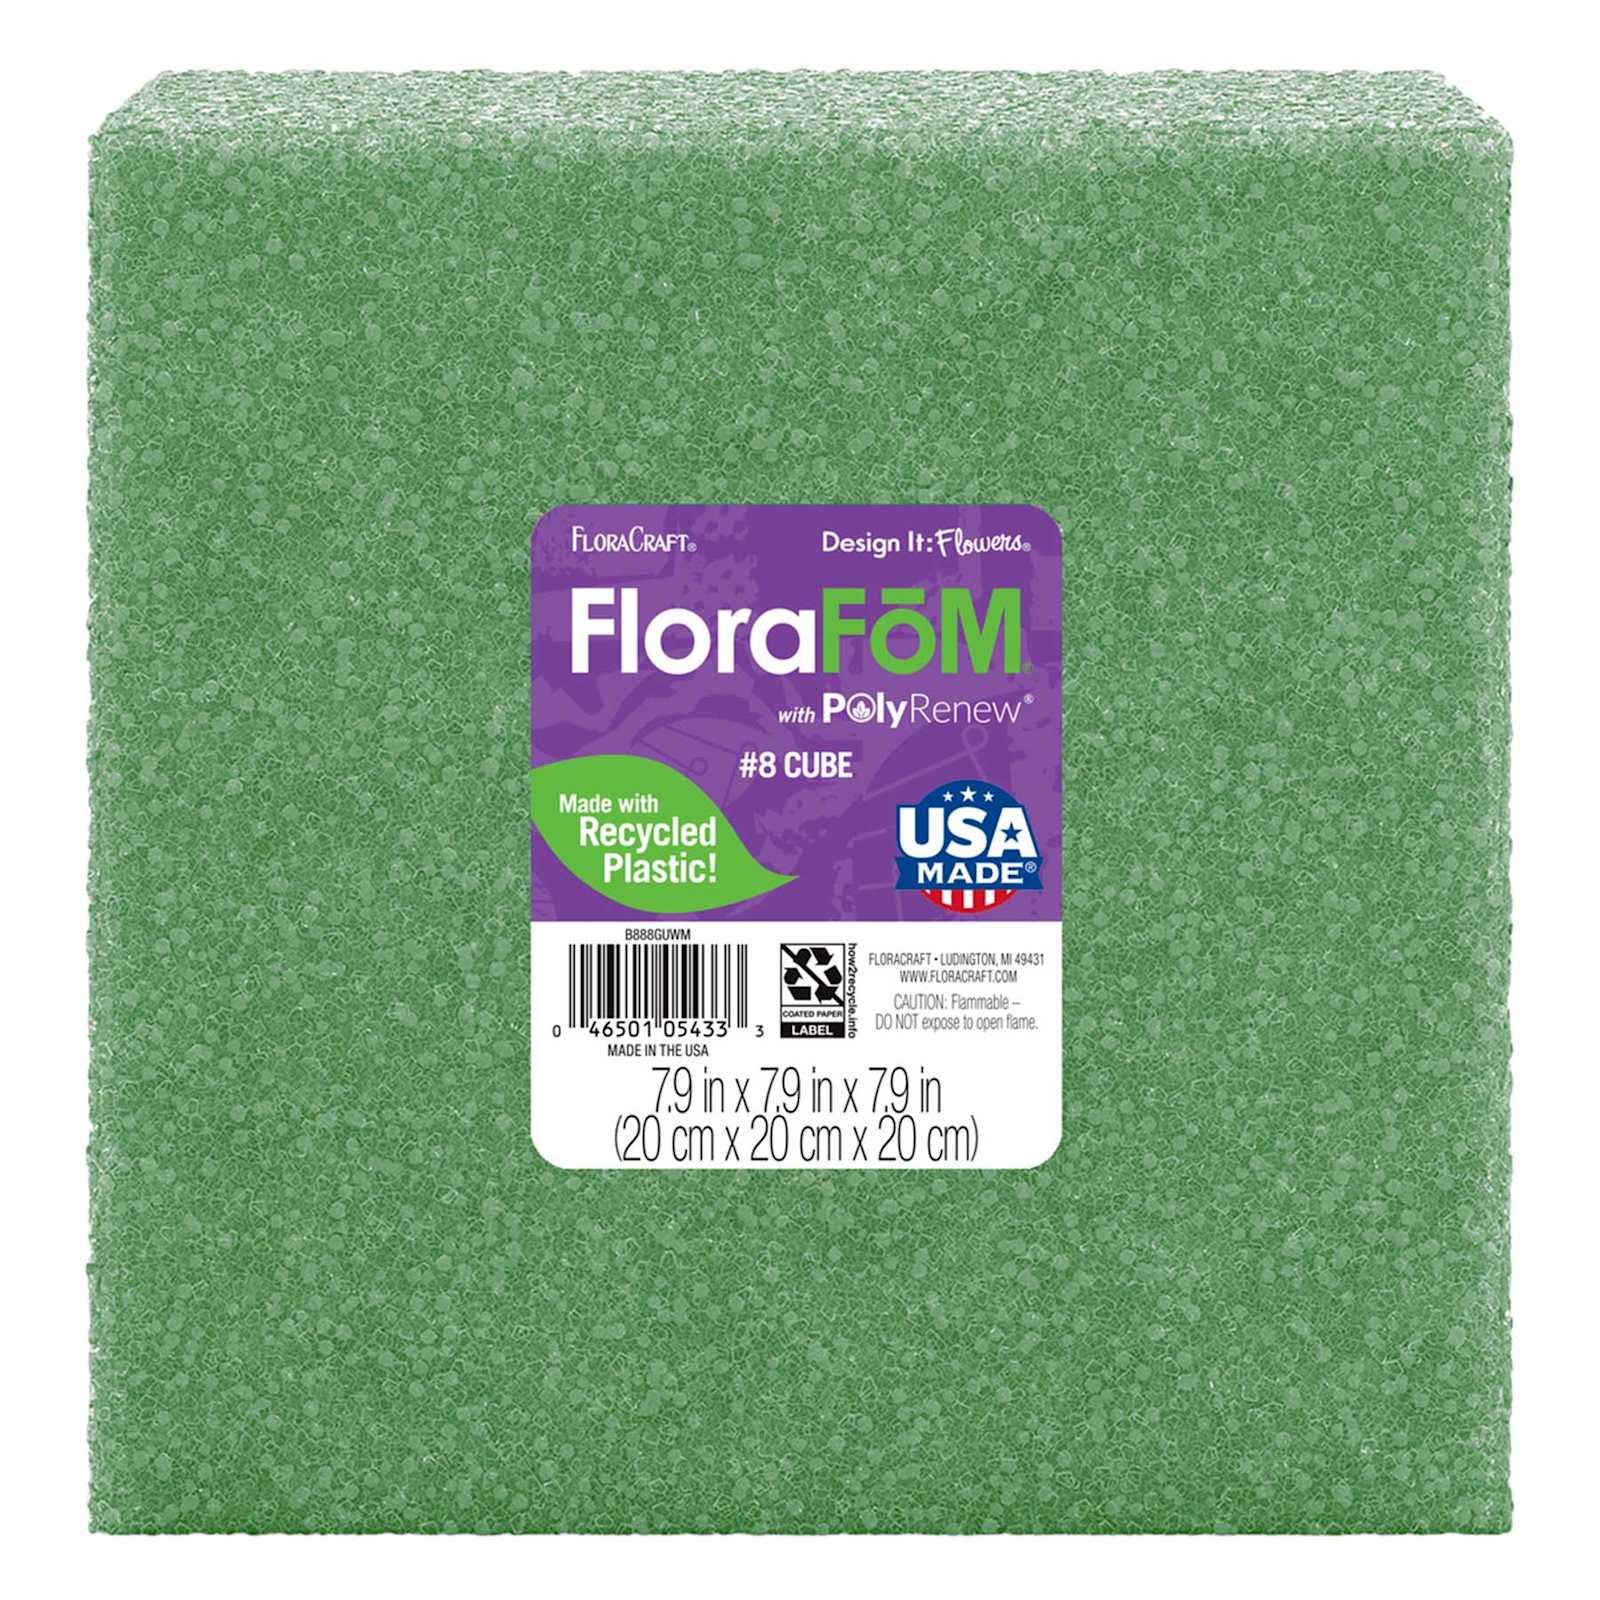 FLORACRAFT®
Design It: Flowers®
FloraFōM®
with PolyRenew®
#8 CUBE
Made with
Recycled
Plastic!
USA
MADE®
B888GUWM
0 46501 05433 3
MADE IN THE USA
COATED PAPER
LABEL
how2recycle.info
FLORACRAFT • LUDINGTON, MI 49431
WWW.FLORACRAFT.COM
CAUTION: Flammable –
DO NOT expose to open flame.
7.9 in x 7.9 in x 7.9 in
(20 cm x 20 cm x 20 cm)